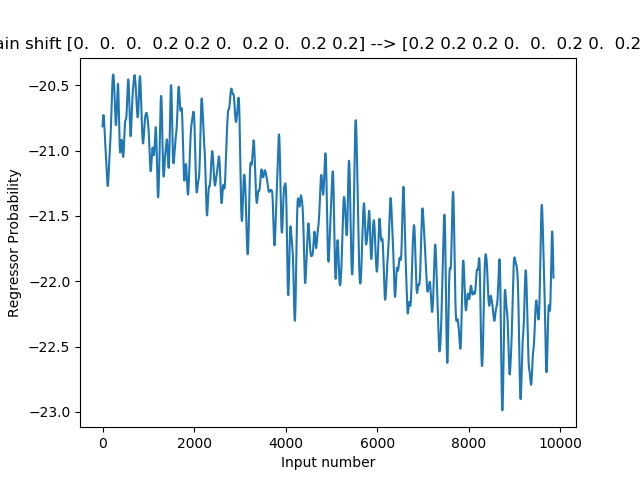 ain shift [0. 0. 0. 0.2 0.2 0. 0.2 0. 0.2 0.2] --> [0.2 0.2 0.2 0. 0. 0.2 0. 0.2
−20.5
−21.0
−21.5
−22.0
−22.5
−23.0
Regressor Probability
0 2000 4000 6000 8000 10000
Input number